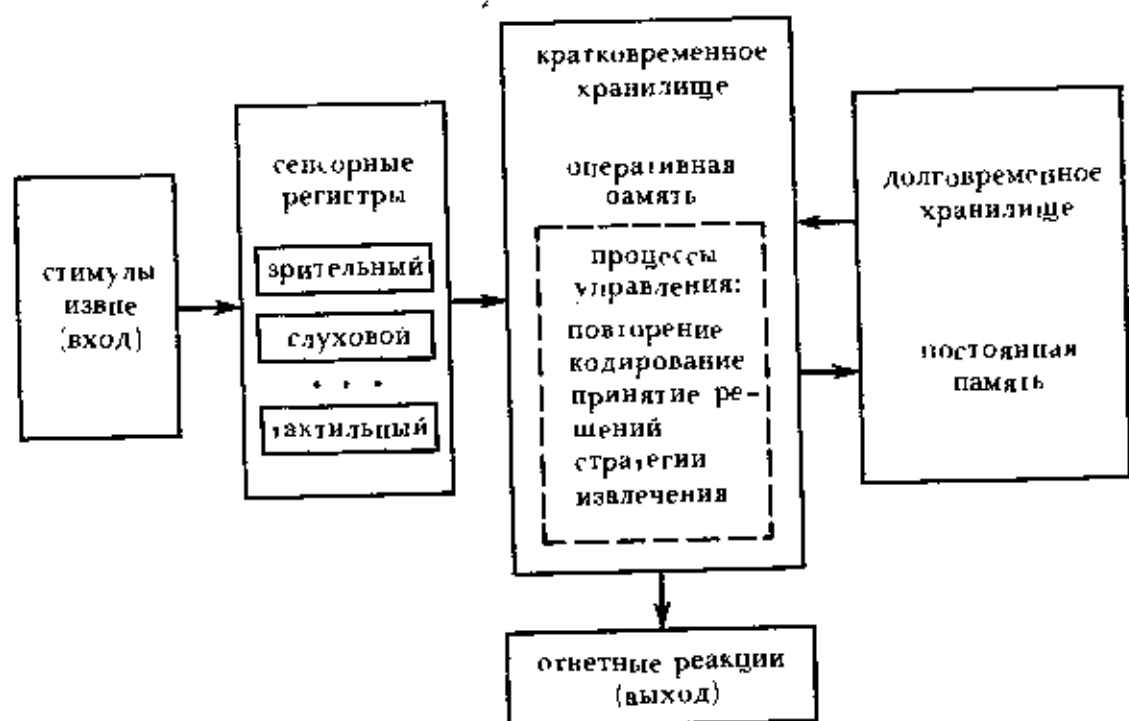 стимулы
извне
(вход)
сенсорные
регистры
зрительный
слуховой
. . .
тактильный
кратковременное
хранилище
оперативная
оамять
процессы
управления:
повторение
кодирование
принятие ре-
шений
стратегии
извлечения
долговременное
хранилище
постоянная
память
ответные реакции
(выход)